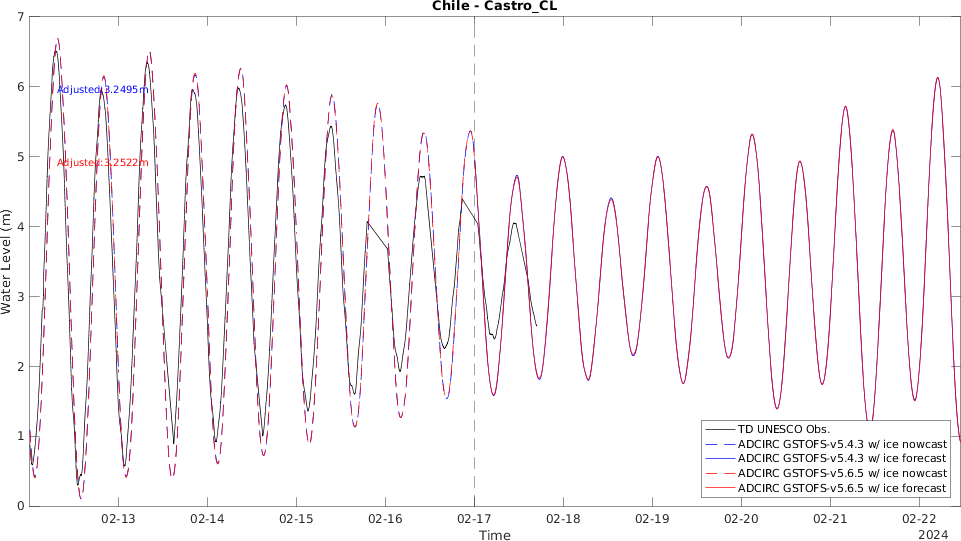 Chile - Castro_CL
7
6
5
4
3
2
1
0
Water Level (m)
Adjusted:3.2495m
Adjusted:3.2522m
TD UNESCO Obs.
ADCIRC GSTOFS-v5.4.3 w/ ice nowcast
ADCIRC GSTOFS-v5.4.3 w/ ice forecast
ADCIRC GSTOFS-v5.6.5 w/ ice nowcast
ADCIRC GSTOFS-v5.6.5 w/ ice forecast
02-13 02-14 02-15 02-16 02-17 02-18 02-19 02-20 02-21 02-22
Time
2024